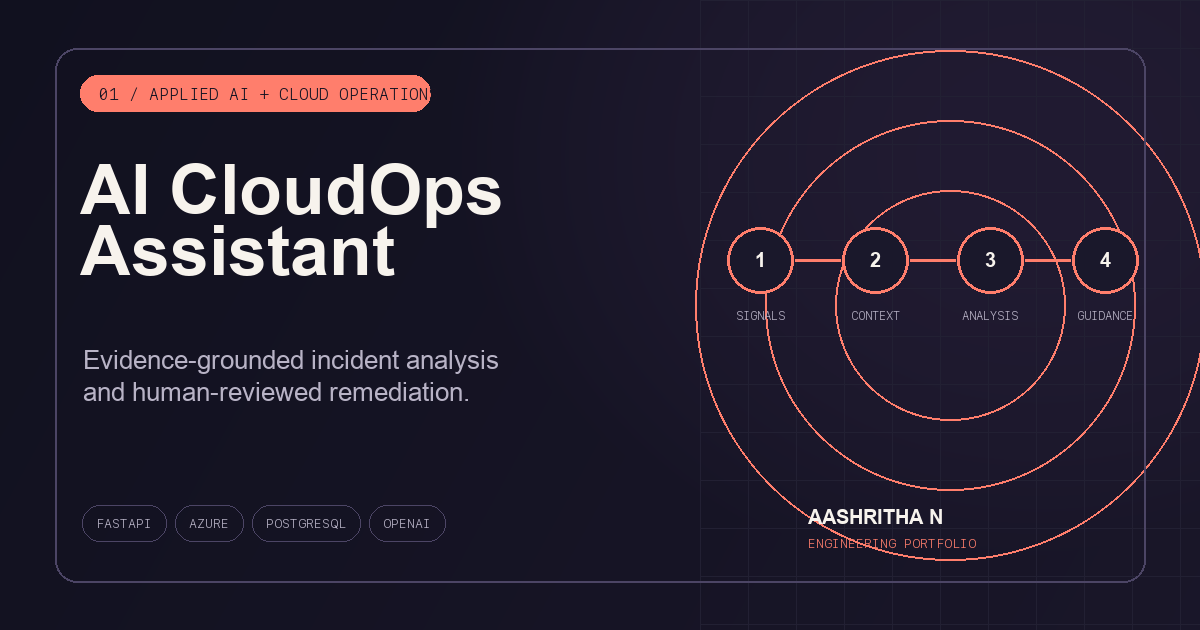 01 / APPLIED AI + CLOUD OPERATIONS
AI CloudOps
Assistant
Evidence-grounded incident analysis
and human-reviewed remediation.
FASTAPI AZURE POSTGRESQL OPENAI
1 2 3 4
SIGNALS CONTEXT ANALYSIS GUIDANCE
AASHRITHA N
ENGINEERING PORTFOLIO